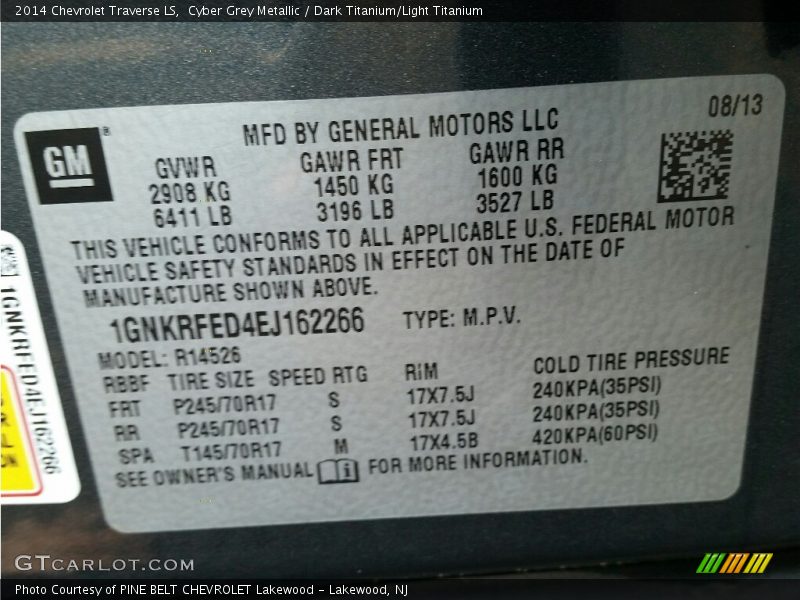 2014 Chevrolet Traverse LS,  Cyber Grey Metallic / Dark Titanium/Light Titanium
08/13
GM®
MFD BY GENERAL MOTORS LLC
GVWR GAWR FRT GAWR RR
2908 KG 1450 KG 1600 KG
6411 LB 3196 LB 3527 LB
THIS VEHICLE CONFORMS TO ALL APPLICABLE U.S. FEDERAL MOTOR
VEHICLE SAFETY STANDARDS IN EFFECT ON THE DATE OF
MANUFACTURE SHOWN ABOVE.
1GNKRFED4EJ162266 TYPE: M.P.V.
MODEL: R14526
RBBF TIRE SIZE SPEED RTG RIM COLD TIRE PRESSURE
FRT P245/70R17 S 17X7.5J 240KPA(35PSI)
RR P245/70R17 S 17X7.5J 240KPA(35PSI)
SPA T145/70R17 M 17X4.5B 420KPA(60PSI)
SEE OWNER'S MANUAL FOR MORE INFORMATION.
1GNKRFED4EJ162266
GTCARLOT.COM
Photo Courtesy of PINE BELT CHEVROLET Lakewood - Lakewood, NJ